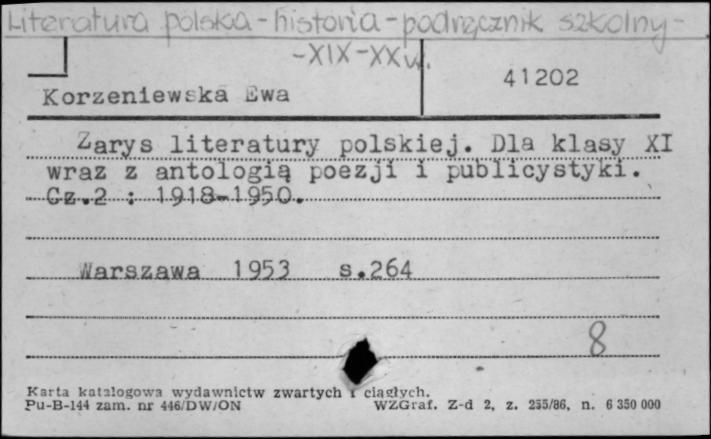 Literatura polska - historia - podręcznik szkolny -
- XIX - XX w.
41202
Korzeniewska Ewa
Zarys literatury polskiej. Dla klasy XI
wraz z antologią poezji i publicystyki.
Cz.2 : 1918-1950.
Warszawa 1953 s.264
8
Karta katalogowa wydawnictw zwartych i ciągłych.
Pu-B-144 zam. nr 446/DW/ON WZGraf. Z-d 2, z. 255/86, n. 6 350 000